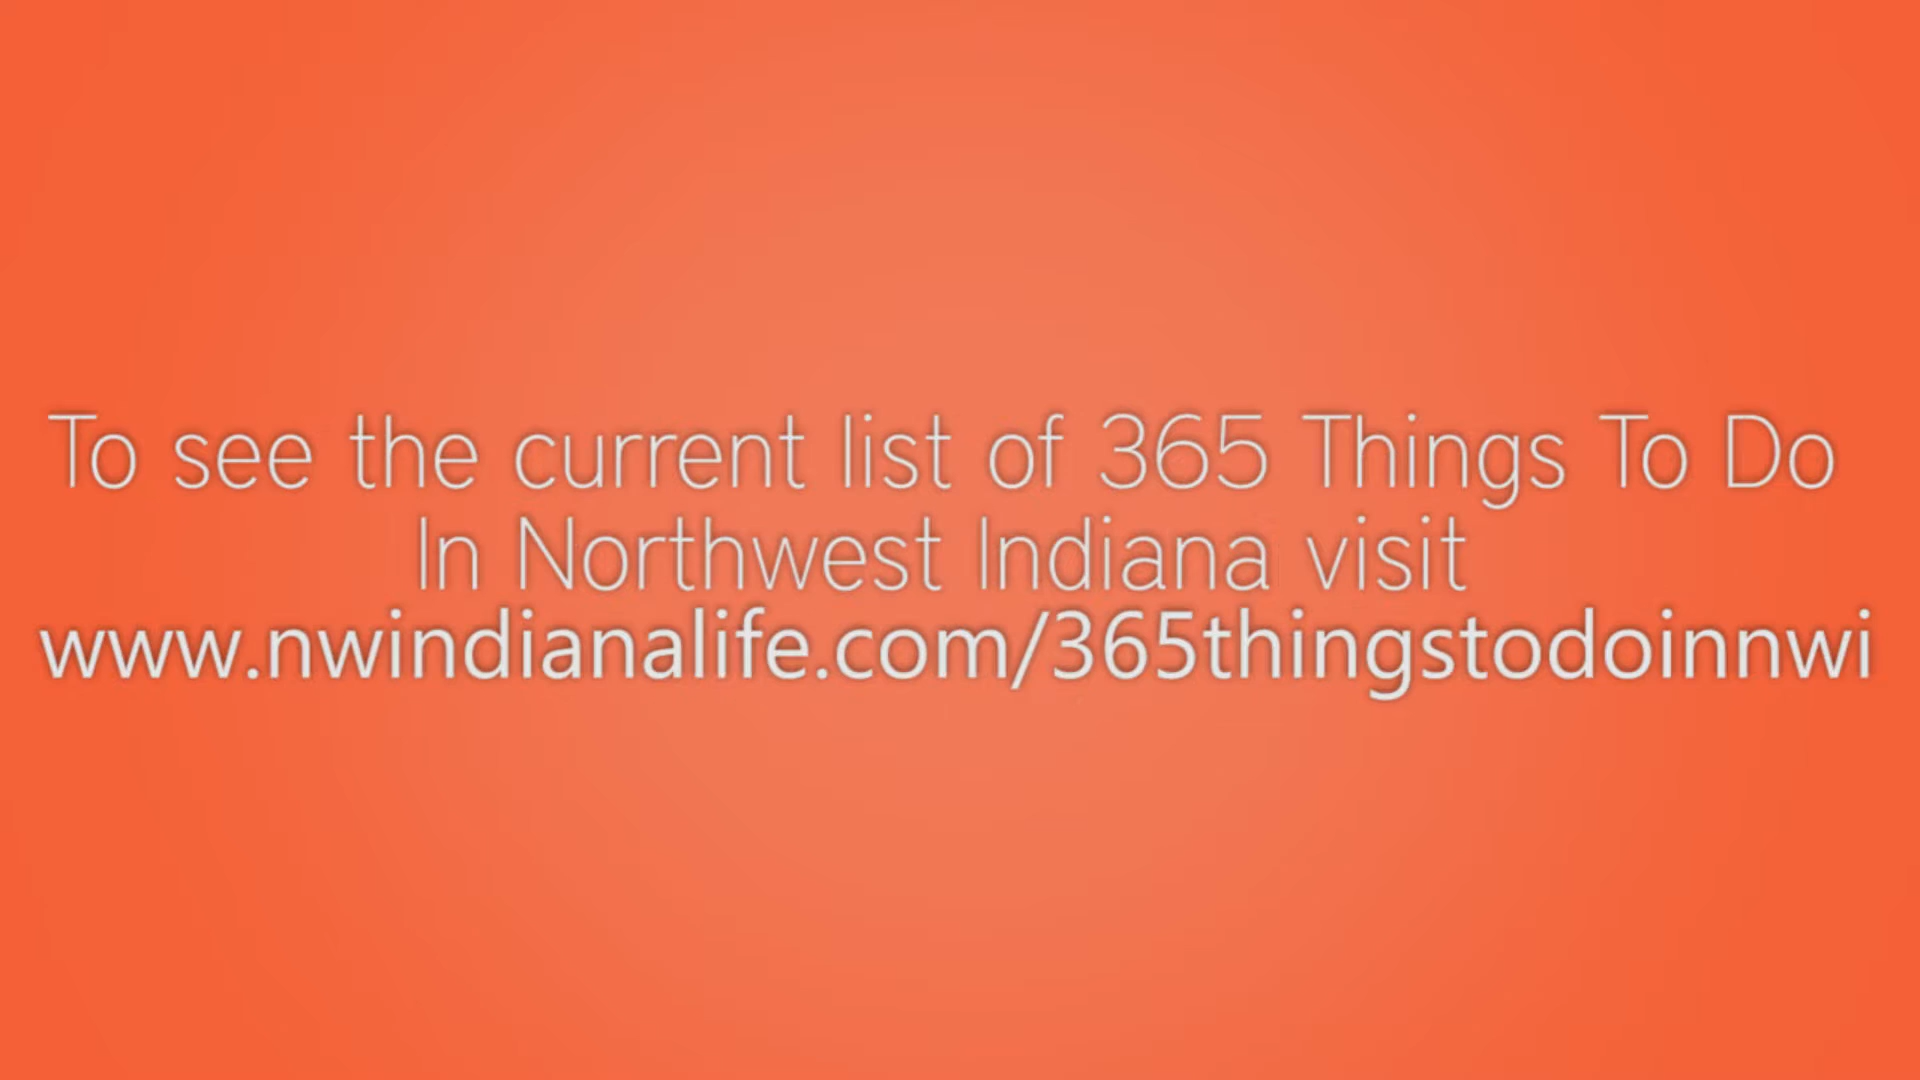 To see the current list of 365 Things To Do
In Northwest Indiana visit
www.nwindianalife.com/365thingstodoinnwi